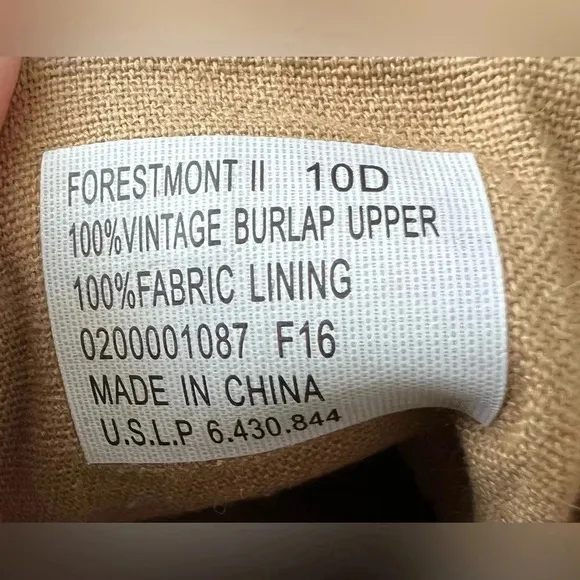 FORESTMONT II 10D
100%VINTAGE BURLAP UPPER
100%FABRIC LINING
0200001087 F16
MADE IN CHINA
U.S.L.P 6.430.844